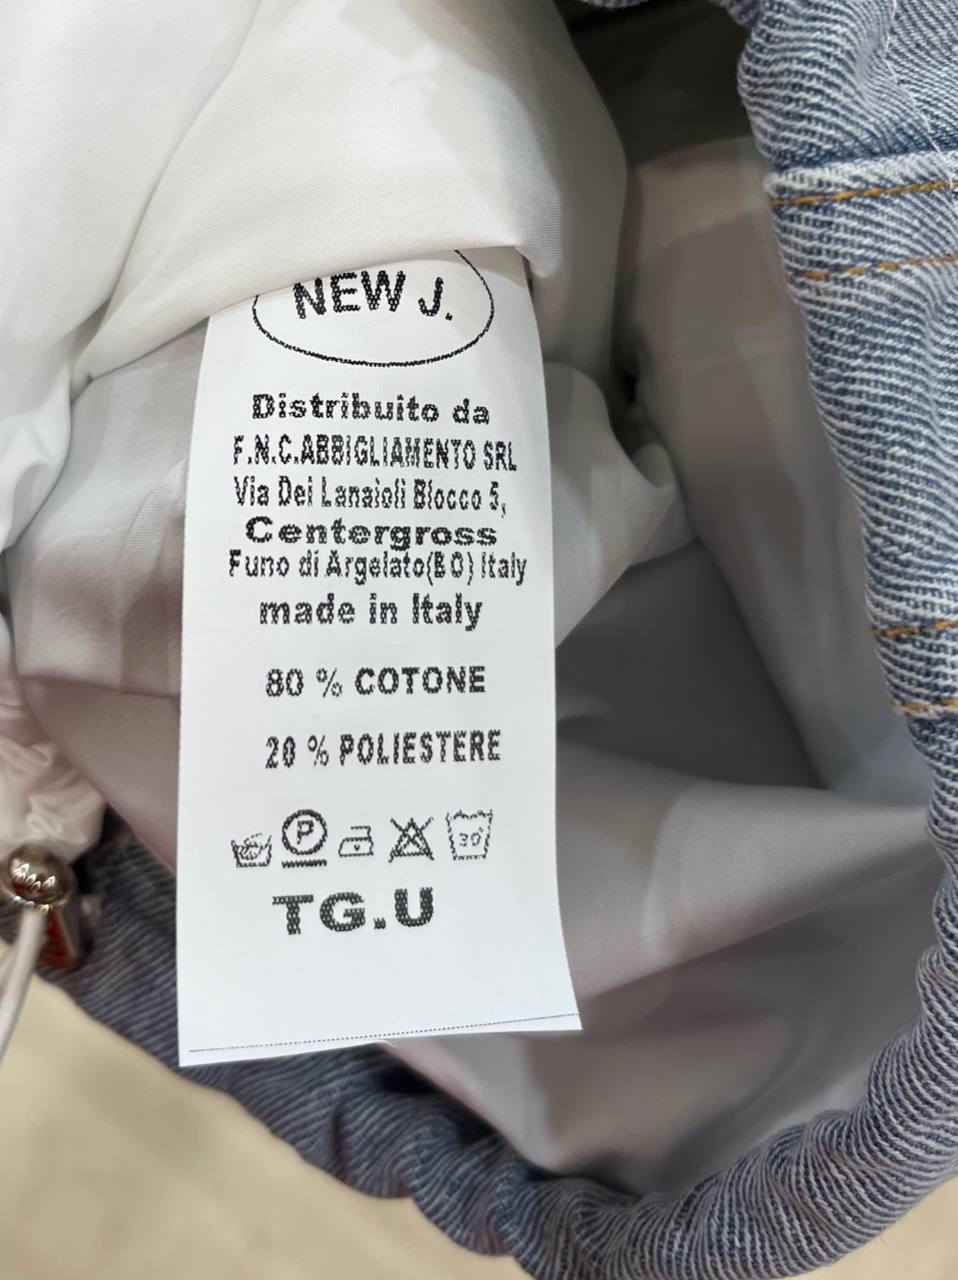 NEW J.
Distribuito da
F.N.C.ABBIGLIAMENTO SRL
Via Dei Lanaioli Blocco 5,
Centergross
Funo di Argelato(BO) Italy
made in Italy
80 % COTONE
20 % POLIESTERE
P 30°
TG.U